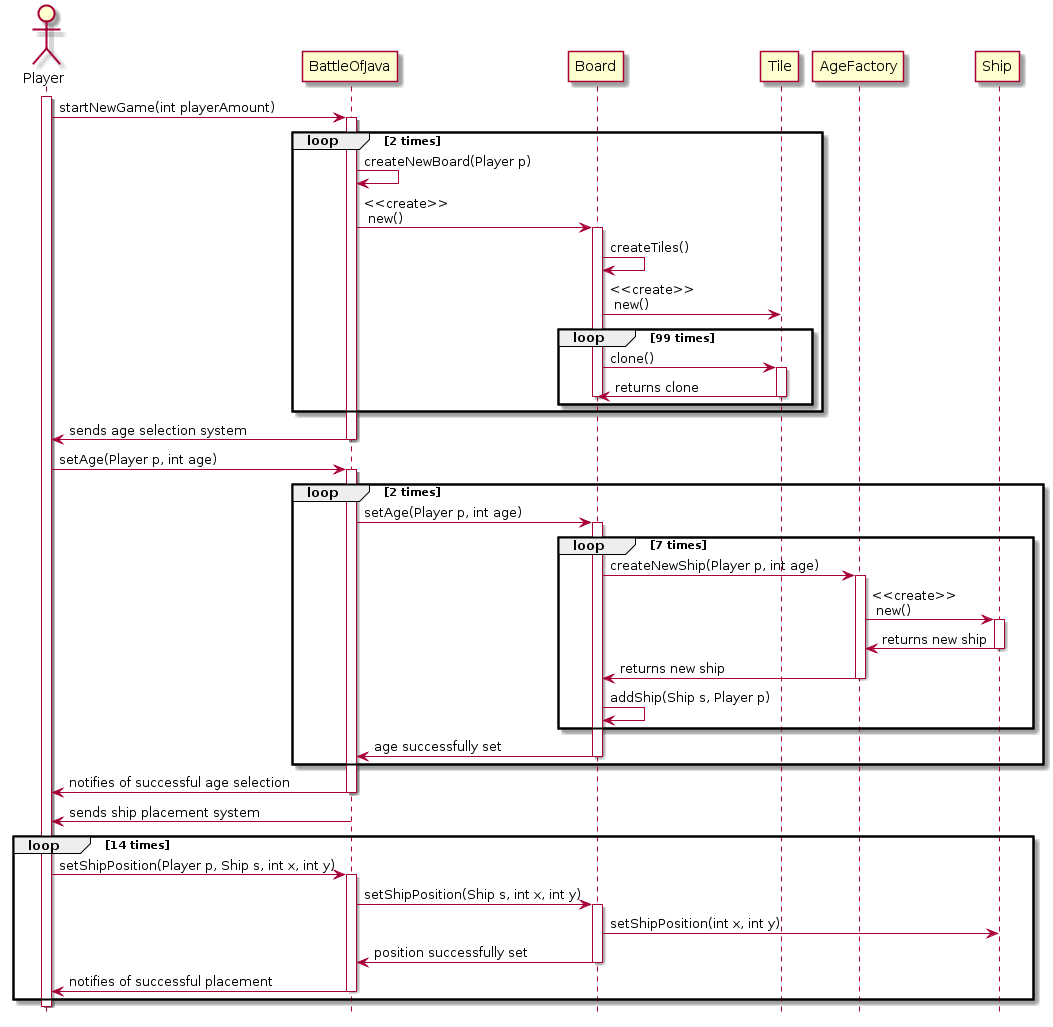 Player
BattleOfJava
Board
Tile
AgeFactory
Ship
startNewGame(int playerAmount)
loop [2 times]
createNewBoard(Player p)
<<create>>
new()
createTiles()
<<create>>
new()
loop [99 times]
clone()
returns clone
sends age selection system
setAge(Player p, int age)
loop [2 times]
setAge(Player p, int age)
loop [7 times]
createNewShip(Player p, int age)
<<create>>
new()
returns new ship
returns new ship
addShip(Ship s, Player p)
age successfully set
notifies of successful age selection
sends ship placement system
loop [14 times]
setShipPosition(Player p, Ship s, int x, int y)
setShipPosition(Ship s, int x, int y)
setShipPosition(int x, int y)
position successfully set
notifies of successful placement